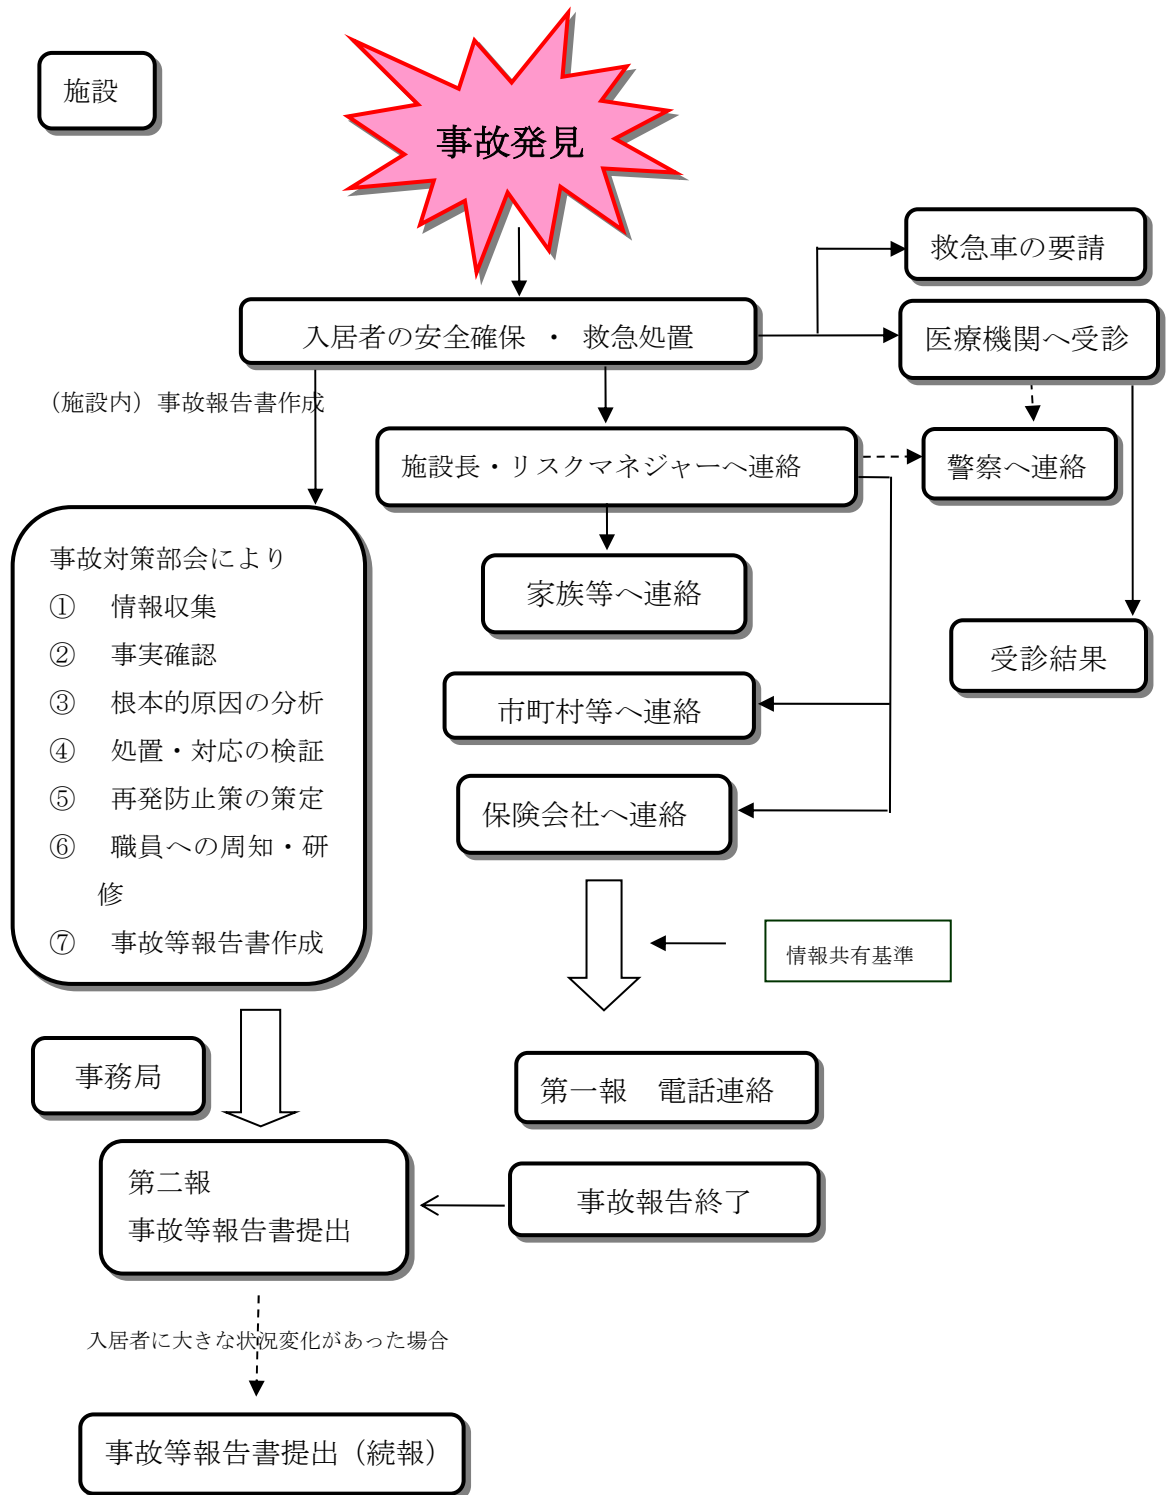 施設
事故発見
救急車の要請
入居者の安全確保 ・ 救急処置
医療機関へ受診
（施設内）事故報告書作成
施設長・リスクマネジャーへ連絡
警察へ連絡
事故対策部会により
① 情報収集
② 事実確認
③ 根本的原因の分析
④ 処置・対応の検証
⑤ 再発防止策の策定
⑥ 職員への周知・研
修
⑦ 事故等報告書作成
家族等へ連絡
受診結果
市町村等へ連絡
保険会社へ連絡
情報共有基準
事務局
第一報　電話連絡
第二報
事故等報告書提出
事故報告終了
入居者に大きな状況変化があった場合
事故等報告書提出（続報）